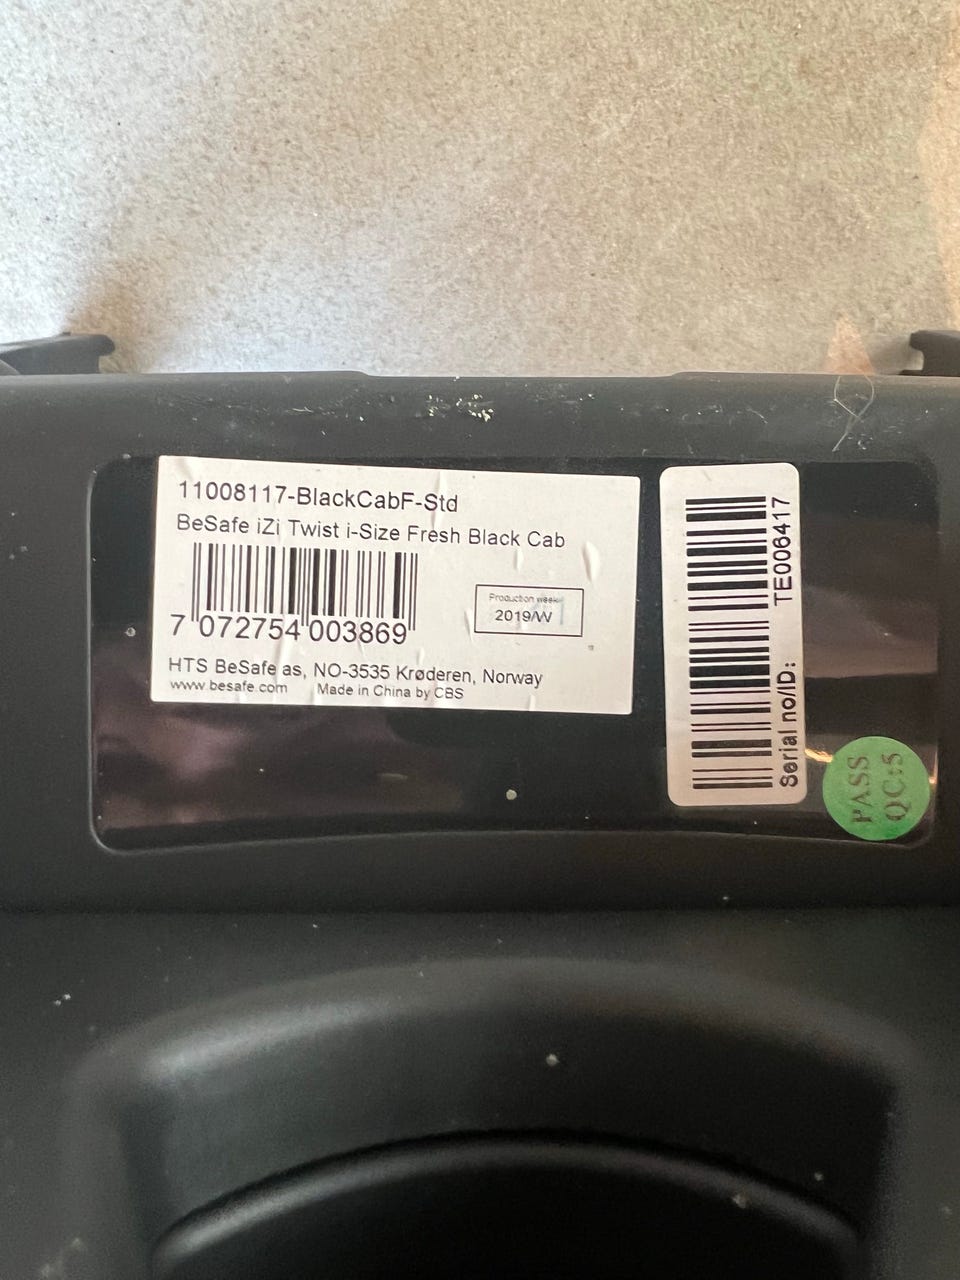 11008117-BlackCabF-Std
BeSafe iZi Twist i-Size Fresh Black Cab
7 072754 003869
Production week
2019/W
HTS BeSafe as, NO-3535 Krøderen, Norway
www.besafe.com Made in China by CBS
Serial no/ID: TE006417
PASS
QC:5